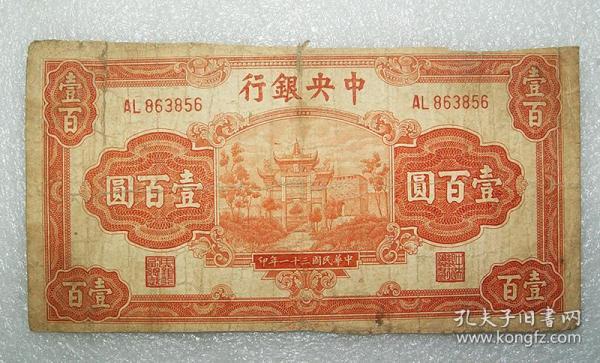 中央銀行
AL 863856
AL 863856
壹百
壹百
壹百圓
壹百圓
中華民國三十一年印
壹百
壹百
孔夫子旧书网
www.kongfz.com